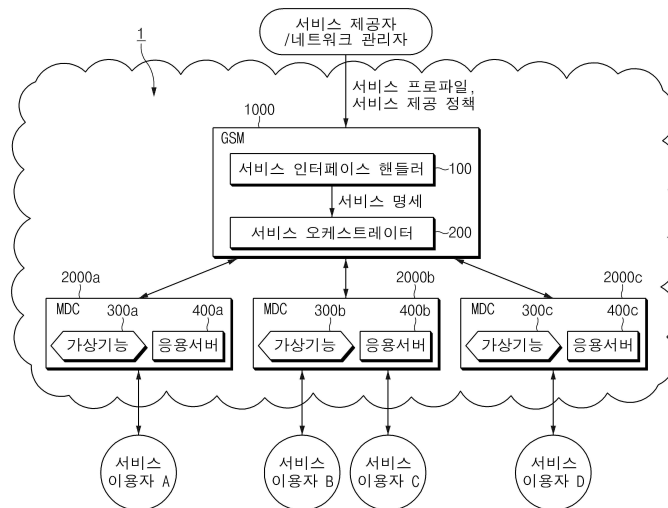 서비스 제공자
/네트워크 관리자
1
서비스 프로파일,
서비스 제공 정책
1000
GSM
서비스 인터페이스 핸들러
100
서비스 명세
서비스 오케스트레이터
200
2000a
2000b
2000c
MDC
300a
400a
MDC
300b
400b
MDC
300c
400c
가상기능
응용서버
가상기능
응용서버
가상기능
응용서버
서비스
이용자 A
서비스
이용자 B
서비스
이용자 C
서비스
이용자 D